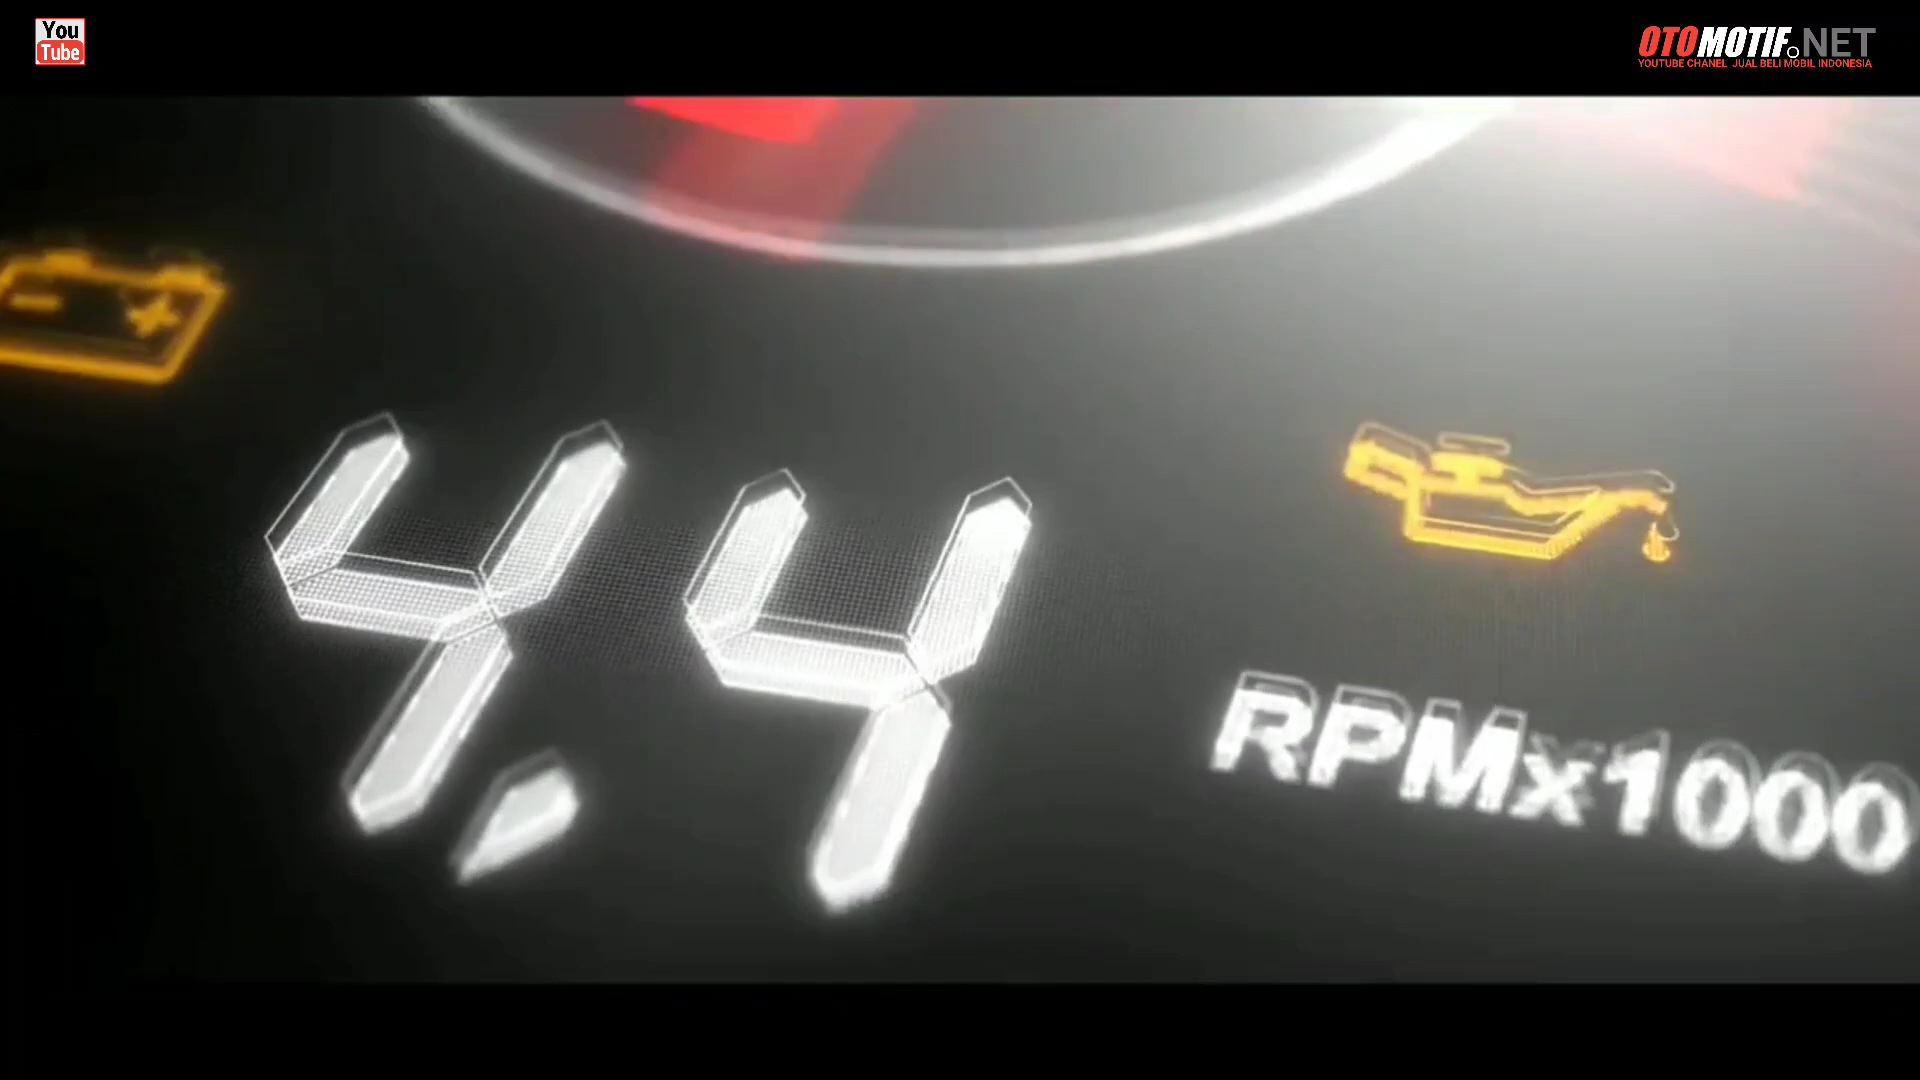 You
Tube
OTOMOTIF.NET
YOUTUBE CHANEL JUAL BELI MOBIL INDONESIA
4.4
RPMx1000